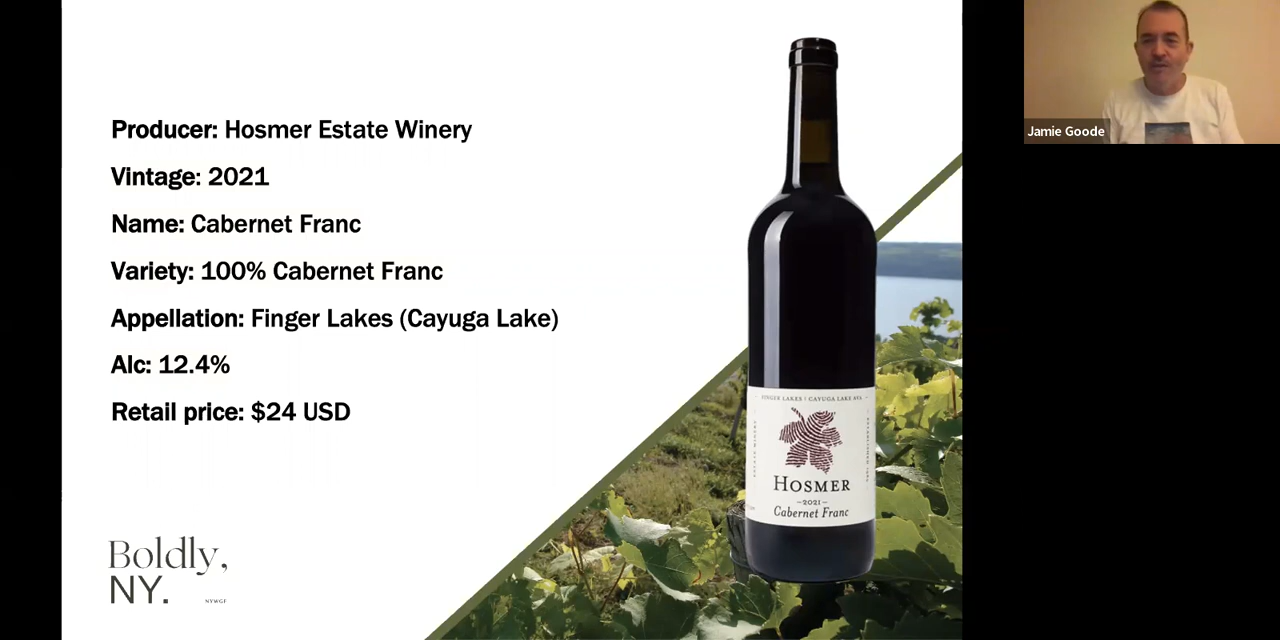 Producer: Hosmer Estate Winery
Vintage: 2021
Name: Cabernet Franc
Variety: 100% Cabernet Franc
Appellation: Finger Lakes (Cayuga Lake)
Alc: 12.4%
Retail price: $24 USD
Boldly,
NY.
NYWGF
FINGER LAKES | CAYUGA LAKE AVA
HOSMER
–2021–
Cabernet Franc
Jamie Goode